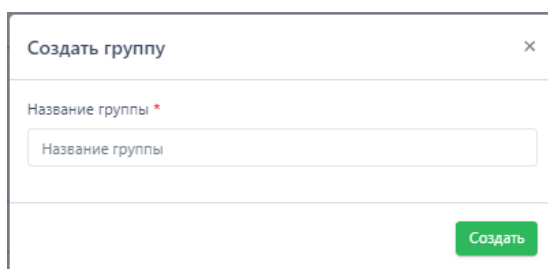 Создать группу ×
Название группы *
Название группы
Создать